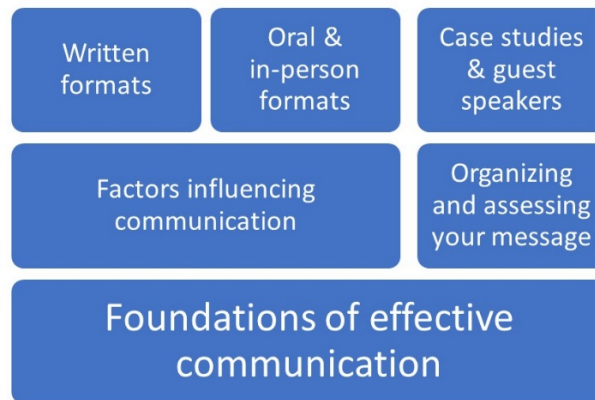 Written
formats
Oral &
in-person
formats
Case studies
& guest
speakers
Factors influencing
communication
Organizing
and assessing
your message
Foundations of effective
communication